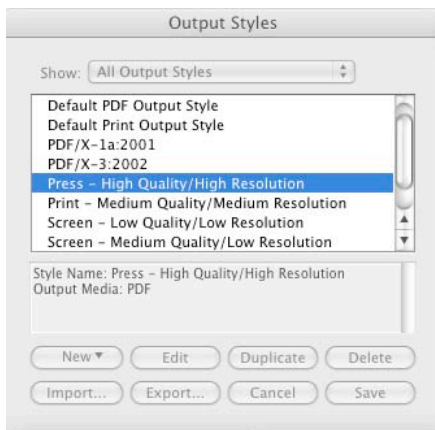 Output Styles
Show: All Output Styles
Default PDF Output Style
Default Print Output Style
PDF/X-1a:2001
PDF/X-3:2002
Press – High Quality/High Resolution
Print – Medium Quality/Medium Resolution
Screen – Low Quality/Low Resolution
Screen – Medium Quality/Low Resolution
Style Name: Press – High Quality/High Resolution
Output Media: PDF
New Edit Duplicate Delete
Import... Export... Cancel Save